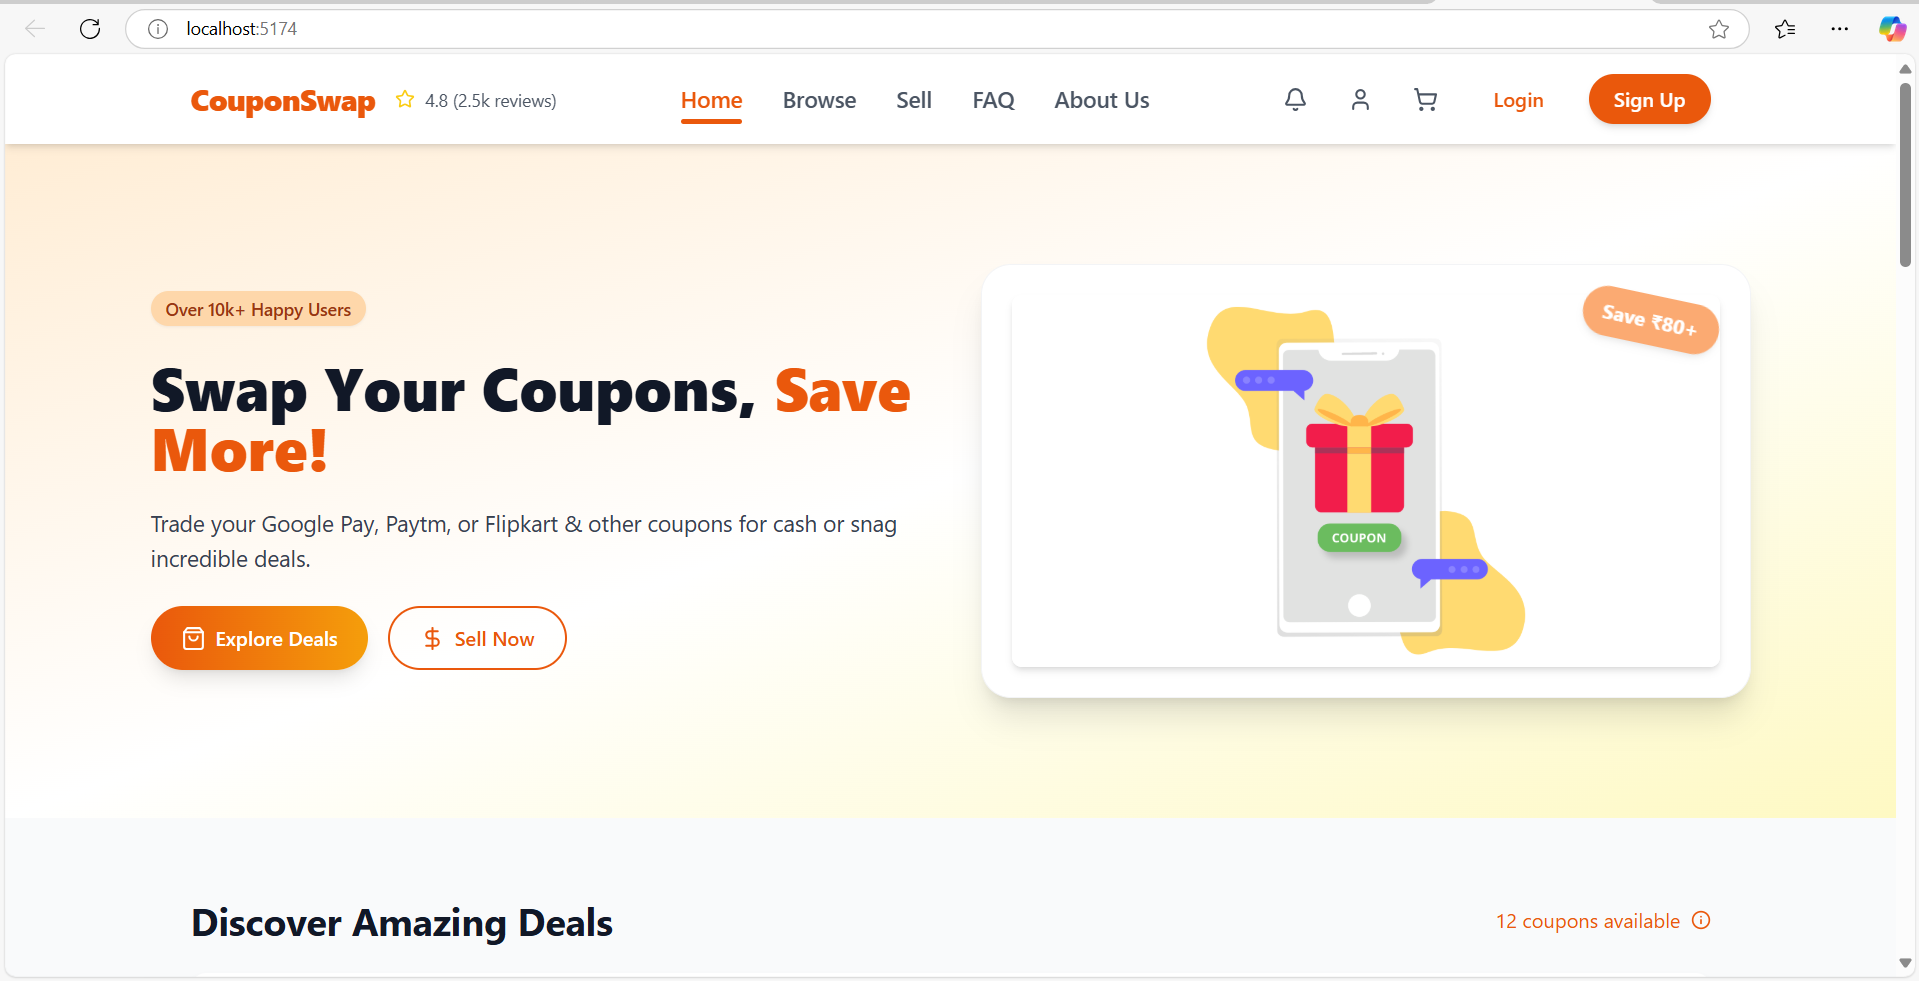 localhost:5174
CouponSwap 4.8 (2.5k reviews) Home Browse Sell FAQ About Us Login Sign Up
Over 10k+ Happy Users
Swap Your Coupons, Save
More!
Trade your Google Pay, Paytm, or Flipkart & other coupons for cash or snag
incredible deals.
Explore Deals $ Sell Now
Save ₹80+
COUPON
Discover Amazing Deals 12 coupons available